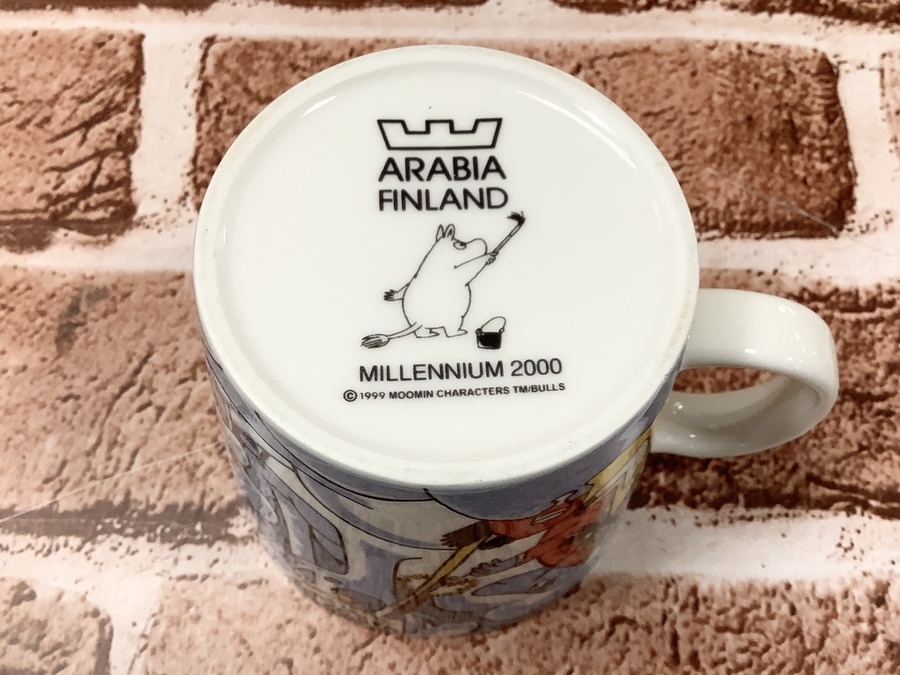 ARABIA
FINLAND
MILLENNIUM 2000
© 1999 MOOMIN CHARACTERS TM/BULLS